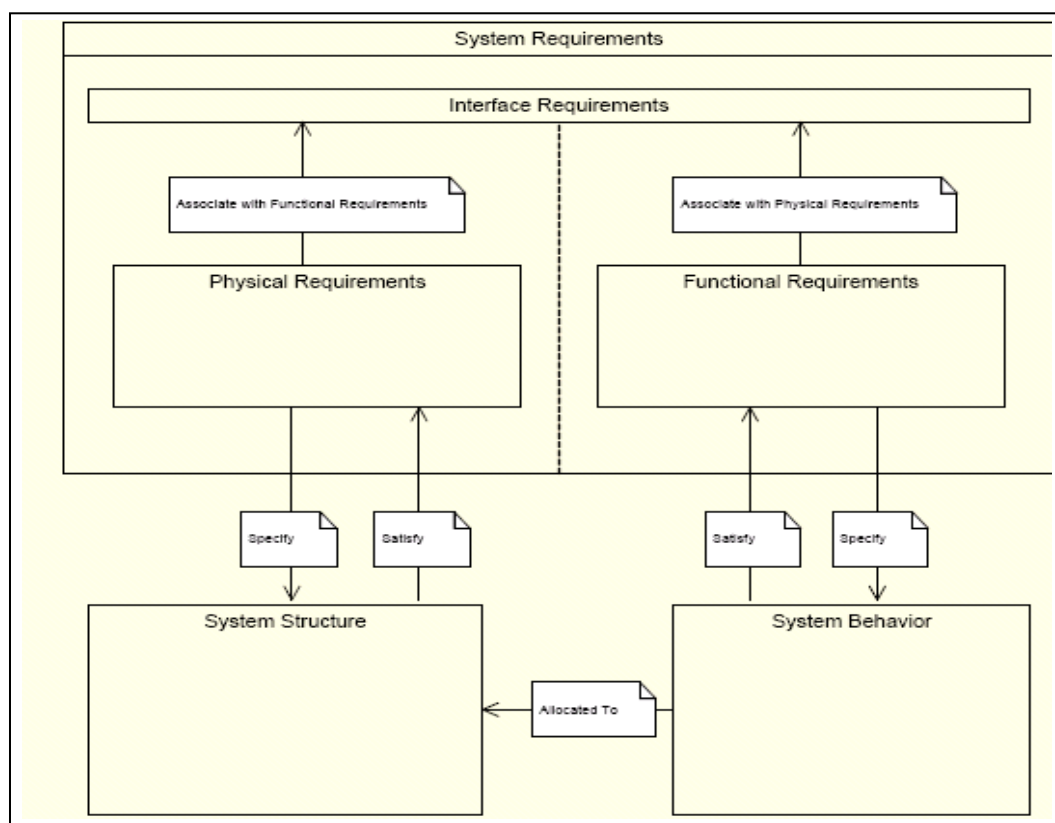 System Requirements
Interface Requirements
Associate with Functional Requirements
Associate with Physical Requirements
Physical Requirements
Functional Requirements
Specify
Satisfy
Satisfy
Specify
System Structure
System Behavior
Allocated To